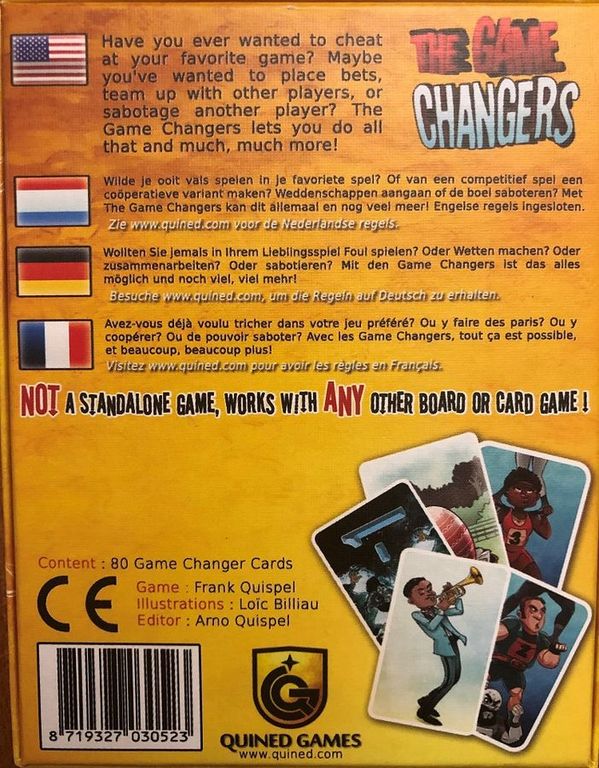 Have you ever wanted to cheat
at your favorite game? Maybe
you've wanted to place bets,
team up with other players, or
sabotage another player? The
Game Changers lets you do all
that and much, much more!
THE GAME
CHANGERS
Wilde je ooit vals spelen in je favoriete spel? Of van een competitief spel een
coöperatieve variant maken? Weddenschappen aangaan of de boel saboteren? Met
The Game Changers kan dit allemaal en nog veel meer! Engelse regels ingesloten.
Zie www.quined.com voor de Nederlandse regels.
Wollten Sie jemals in Ihrem Lieblingsspiel Foul spielen? Oder Wetten machen? Oder
zusammenarbeiten? Oder sabotieren? Mit den Game Changers ist das alles
möglich und noch viel, viel mehr!
Besuche www.quined.com, um die Regeln auf Deutsch zu erhalten.
Avez-vous déjà voulu tricher dans votre jeu préféré? Ou y faire des paris? Ou y
coopérer? Ou de pouvoir saboter? Avec les Game Changers, tout ça est possible,
et beaucoup, beaucoup plus!
Visitez www.quined.com pour avoir les règles en Français.
NOT A STANDALONE GAME, WORKS WITH ANY OTHER BOARD OR CARD GAME !
3
1
Content : 80 Game Changer Cards
CE
Game : Frank Quispel
Illustrations : Loïc Billiau
Editor : Arno Quispel
8 719327 030523
QUINED GAMES
www.quined.com